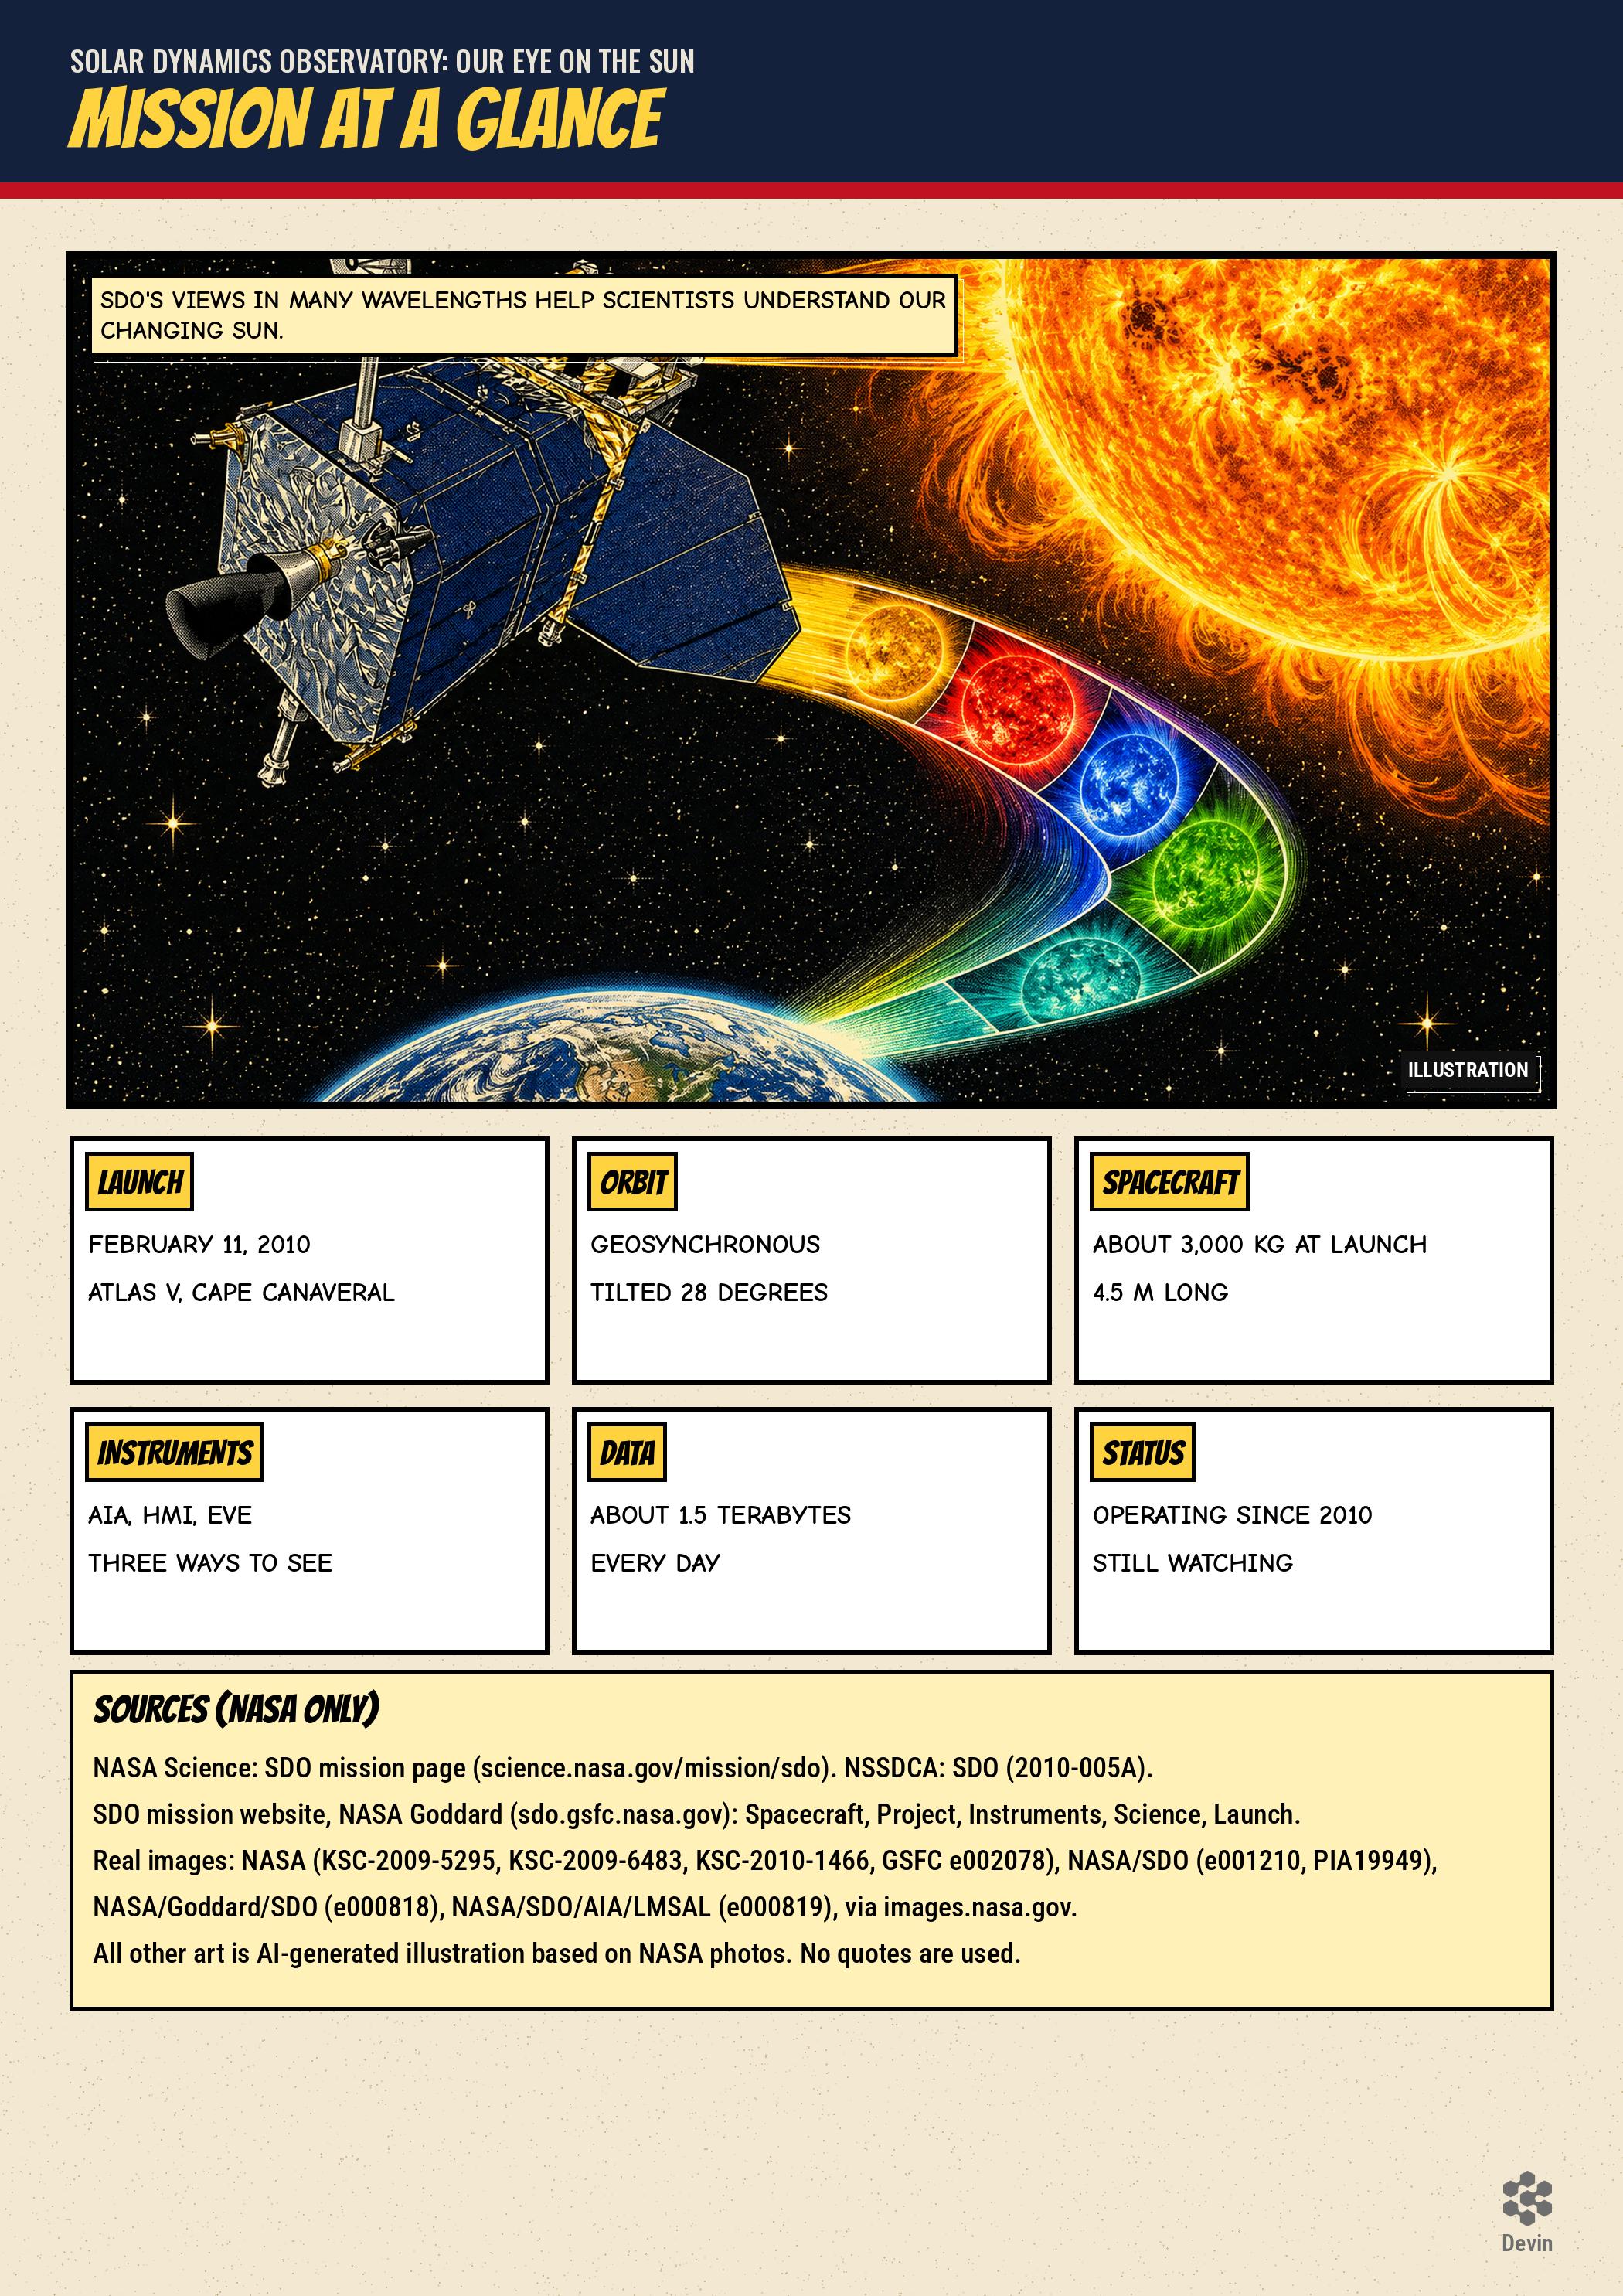 SOLAR DYNAMICS OBSERVATORY: OUR EYE ON THE SUN
MISSION AT A GLANCE
SDO'S VIEWS IN MANY WAVELENGTHS HELP SCIENTISTS UNDERSTAND OUR
CHANGING SUN.
ILLUSTRATION
LAUNCH
FEBRUARY 11, 2010
ATLAS V, CAPE CANAVERAL
ORBIT
GEOSYNCHRONOUS
TILTED 28 DEGREES
SPACECRAFT
ABOUT 3,000 KG AT LAUNCH
4.5 M LONG
INSTRUMENTS
AIA, HMI, EVE
THREE WAYS TO SEE
DATA
ABOUT 1.5 TERABYTES
EVERY DAY
STATUS
OPERATING SINCE 2010
STILL WATCHING
SOURCES (NASA ONLY)
NASA Science: SDO mission page (science.nasa.gov/mission/sdo). NSSDCA: SDO (2010-005A).
SDO mission website, NASA Goddard (sdo.gsfc.nasa.gov): Spacecraft, Project, Instruments, Science, Launch.
Real images: NASA (KSC-2009-5295, KSC-2009-6483, KSC-2010-1466, GSFC e002078), NASA/SDO (e001210, PIA19949),
NASA/Goddard/SDO (e000818), NASA/SDO/AIA/LMSAL (e000819), via images.nasa.gov.
All other art is AI-generated illustration based on NASA photos. No quotes are used.
Devin